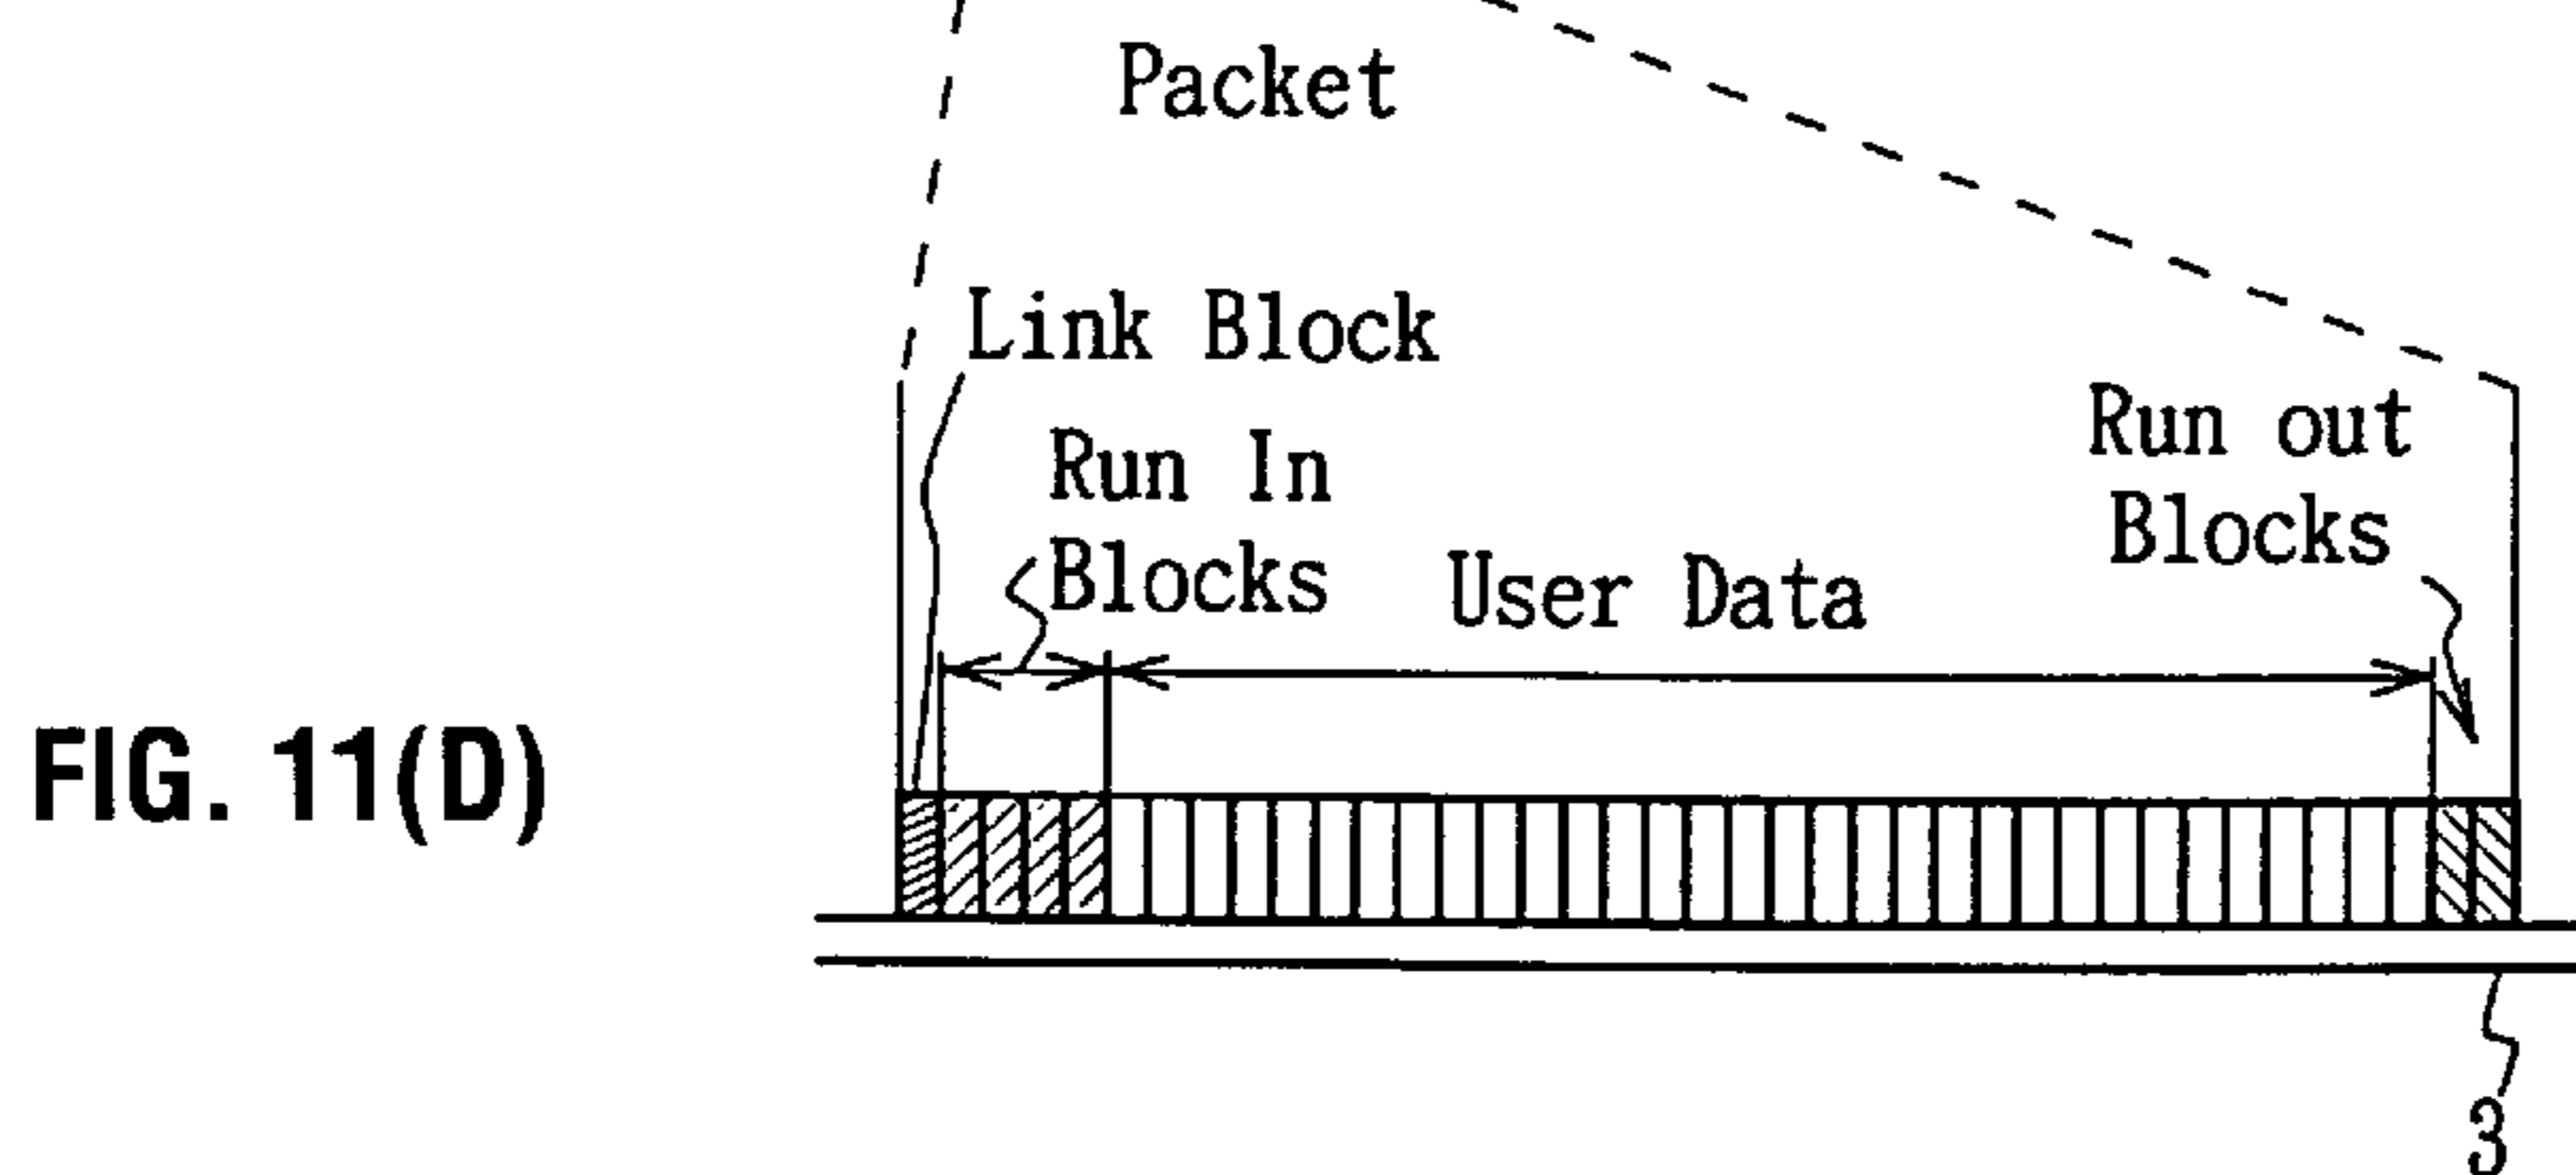 Packet
Link Block
Run In
Blocks
User Data
Run out
Blocks
FIG. 11(D)
3